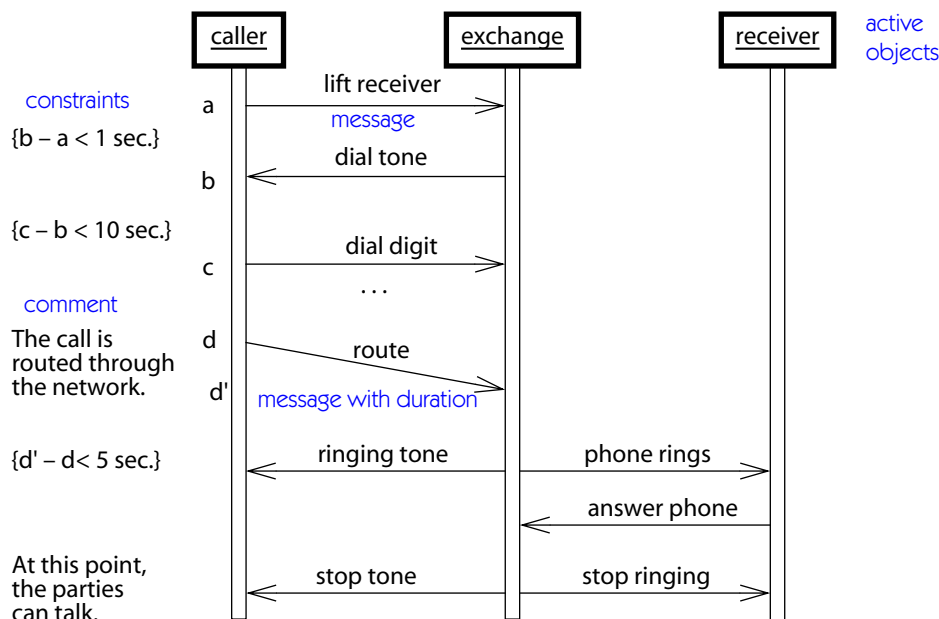 caller exchange receiver active
objects
lift receiver
constraints a
message
{b – a < 1 sec.}
dial tone
b
{c – b < 10 sec.}
dial digit
c
. . .
comment
The call is d
routed through route
the network. d' message with duration
{d' – d< 5 sec.} ringing tone phone rings
answer phone
At this point, stop tone stop ringing
the parties
can talk.